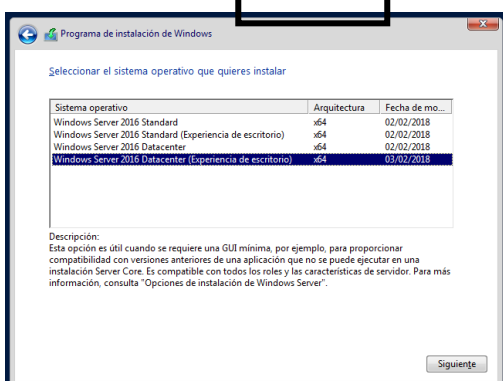 Programa de instalación de Windows
Seleccionar el sistema operativo que quieres instalar
Sistema operativo Arquitectura Fecha de mo...
Windows Server 2016 Standard x64 02/02/2018
Windows Server 2016 Standard (Experiencia de escritorio) x64 02/02/2018
Windows Server 2016 Datacenter x64 02/02/2018
Windows Server 2016 Datacenter (Experiencia de escritorio) x64 03/02/2018
Descripción:
Esta opción es útil cuando se requiere una GUI mínima, por ejemplo, para proporcionar
compatibilidad con versiones anteriores de una aplicación que no se puede ejecutar en una
instalación Server Core. Es compatible con todos los roles y las características de servidor. Para más
información, consulta "Opciones de instalación de Windows Server".
Siguiente